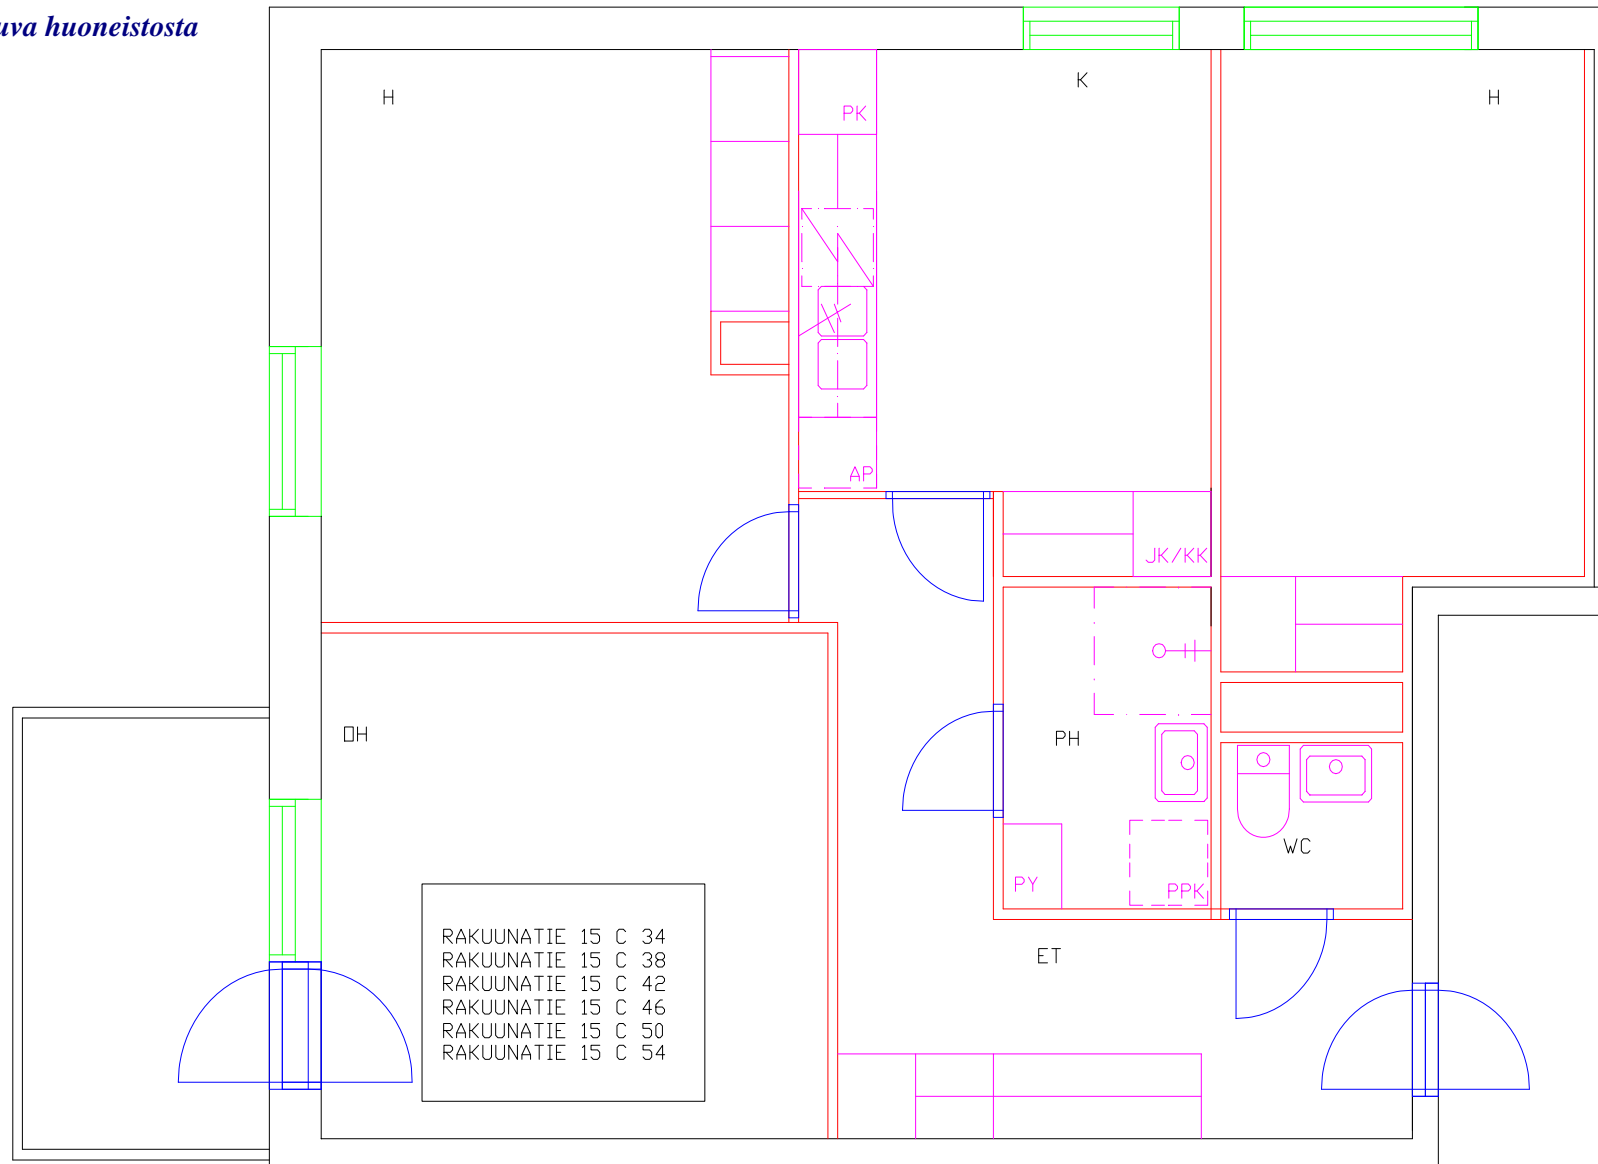 uva huoneistosta
H
K
H
PK
AP
JK/KK
OH
PH
WC
PY
PPK
ET
RAKUUNATIE 15 C 34
RAKUUNATIE 15 C 38
RAKUUNATIE 15 C 42
RAKUUNATIE 15 C 46
RAKUUNATIE 15 C 50
RAKUUNATIE 15 C 54